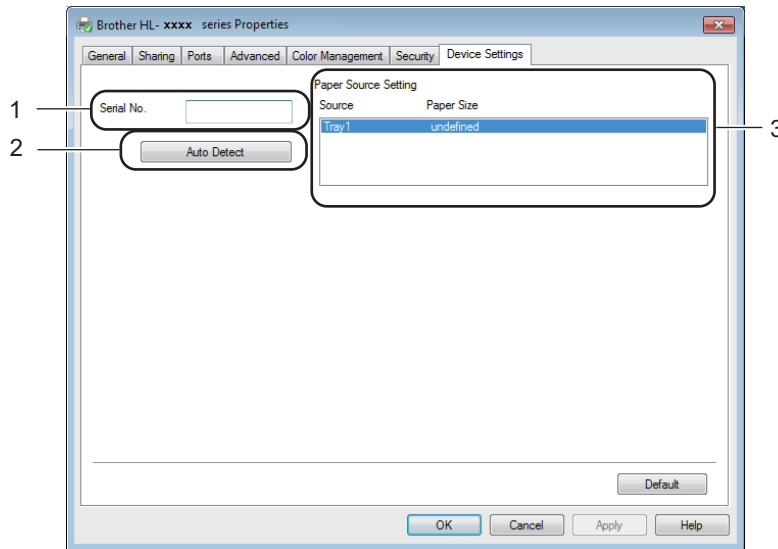 Brother HL- xxxx series Properties
General Sharing Ports Advanced Color Management Security Device Settings
1
Serial No.
2
Auto Detect
Paper Source Setting
Source Paper Size
Tray1 undefined
3
Default
OK Cancel Apply Help